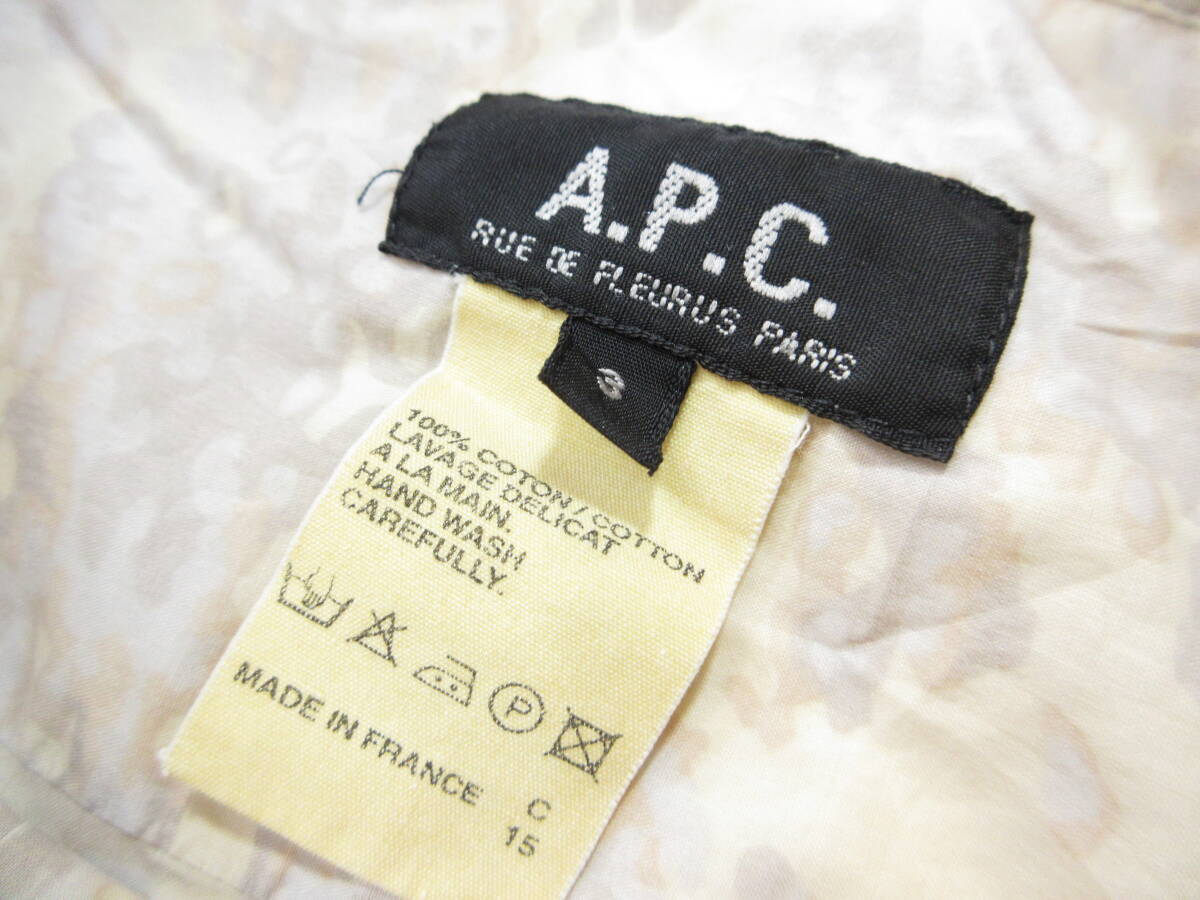 A.P.C.
RUE DE FLEURUS PARIS
3
100% COTON / COTTON
LAVAGE DELICAT
A LA MAIN.
HAND WASH
CAREFULLY.
P
MADE IN FRANCE C
15